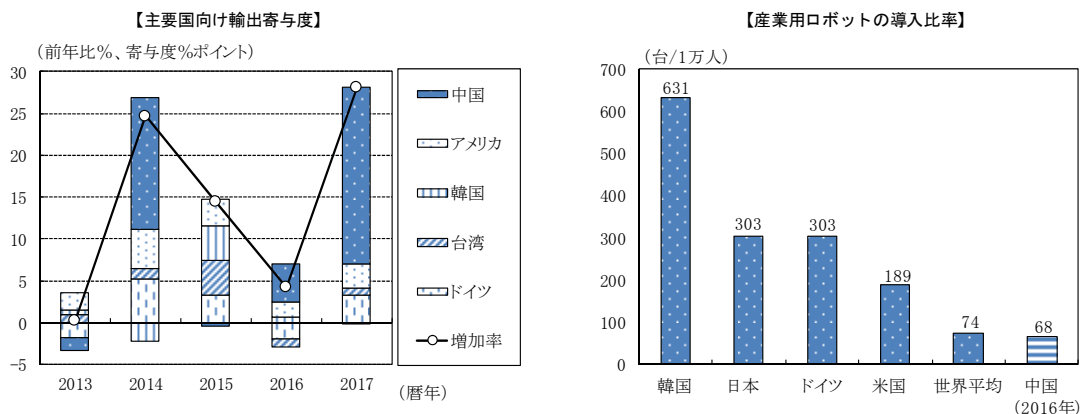 【主要国向け輸出寄与度】
(前年比%、寄与度%ポイント)
30
25
20
15
10
5
0
-5
2013 2014 2015 2016 2017
(暦年)
中国
アメリカ
韓国
台湾
ドイツ
増加率
【産業用ロボットの導入比率】
(台/1万人)
700
600
500
400
300
200
100
0
631
303
303
189
74
68
韓国 日本 ドイツ 米国 世界平均 中国
(2016年)